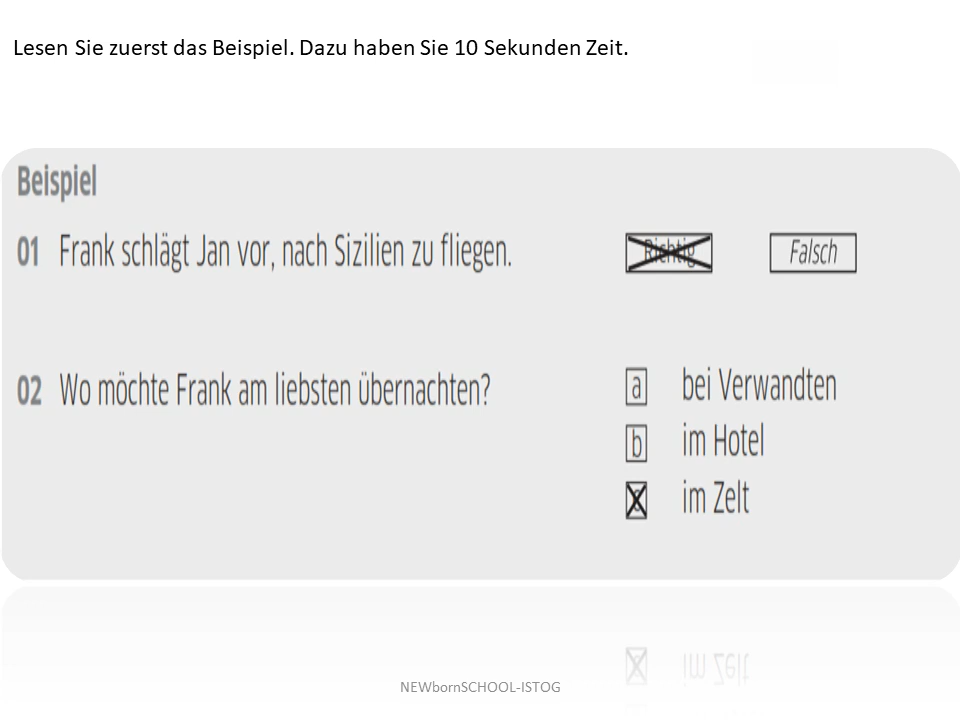 Lesen Sie zuerst das Beispiel. Dazu haben Sie 10 Sekunden Zeit.
Beispiel
01 Frank schlägt Jan vor, nach Sizilien zu fliegen. Richtig Falsch
02 Wo möchte Frank am liebsten übernachten? a bei Verwandten
b im Hotel
c im Zelt
NEWbornSCHOOL-ISTOG